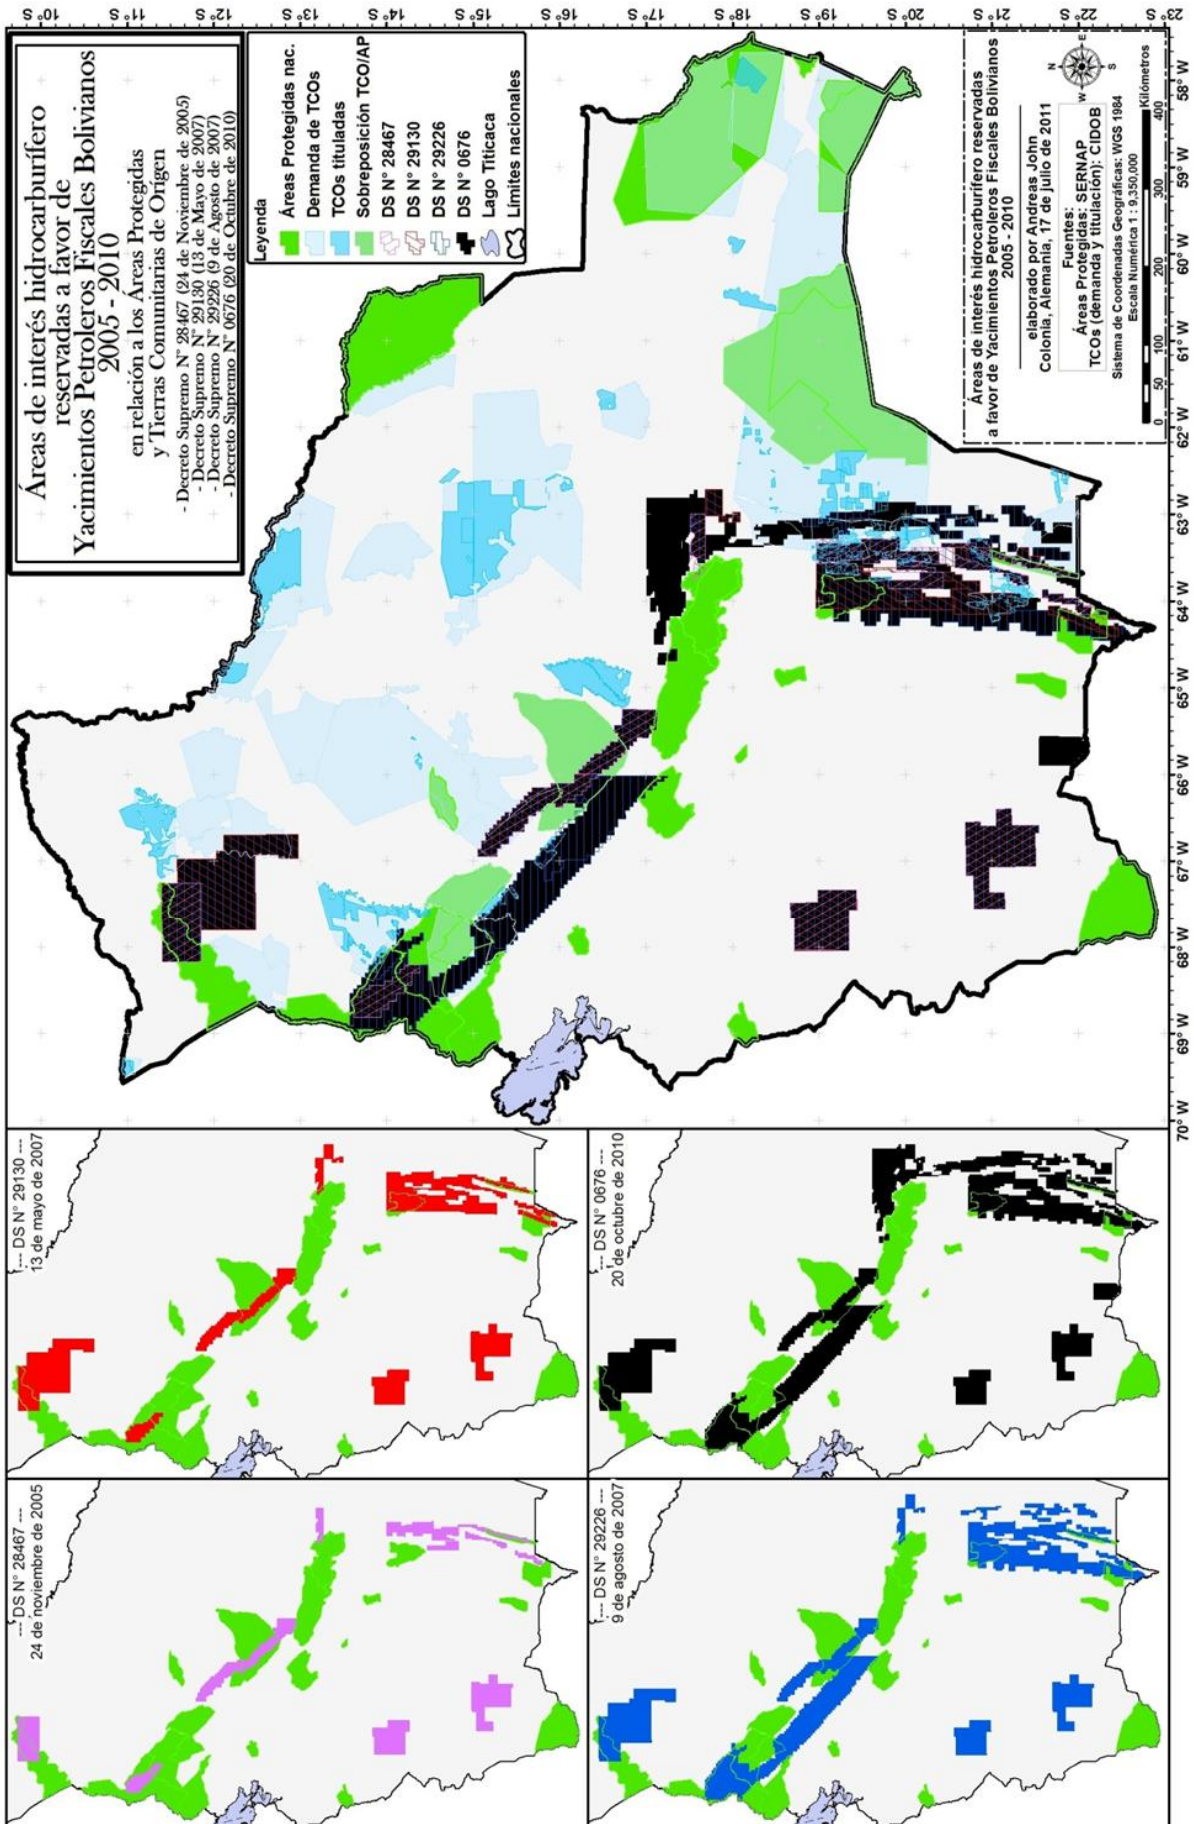 Áreas de interés hidrocarburífero
reservadas a favor de
Yacimientos Petroleros Fiscales Bolivianos
2005 - 2010
en relación a los Áreas Protegidas
y Tierras Comunitarias de Origen
- Decreto Supremo N° 28467 (24 de Noviembre de 2005)
- Decreto Supremo N° 29130 (13 de Mayo de 2007)
- Decreto Supremo N° 29226 (9 de Agosto de 2007)
- Decreto Supremo N° 0676 (20 de Octubre de 2010)
Leyenda
Áreas Protegidas nac.
Demanda de TCOs
TCOs tituladas
Sobreposición TCO/AP
DS N° 28467
DS N° 29130
DS N° 29226
DS N° 0676
Lago Titicaca
Límites nacionales
10° S
11° S
12° S
13° S
14° S
15° S
16° S
17° S
18° S
19° S
20° S
21° S
22° S
23° S
70° W
69° W
68° W
67° W
66° W
65° W
64° W
63° W
62° W
61° W
60° W
59° W
58° W
Áreas de interés hidrocarburífero reservadas
a favor de Yacimientos Petroleros Fiscales Bolivianos
2005 - 2010
elaborado por Andreas John
Colonia, Alemania, 17 de julio de 2011
Fuentes:
Áreas Protegidas: SERNAP
TCOs (demanda y titulación): CIDOB
Sistema de Coordenadas Geográficas: WGS 1984
Escala Numérica 1 : 9,350,000
N
E
S
W
0 50 100 200 300 400
Kilómetros
--- DS N° 28467 ---
24 de noviembre de 2005
--- DS N° 29130 ---
13 de mayo de 2007
--- DS N° 29226 ---
9 de agosto de 2007
--- DS N° 0676 ---
20 de octubre de 2010